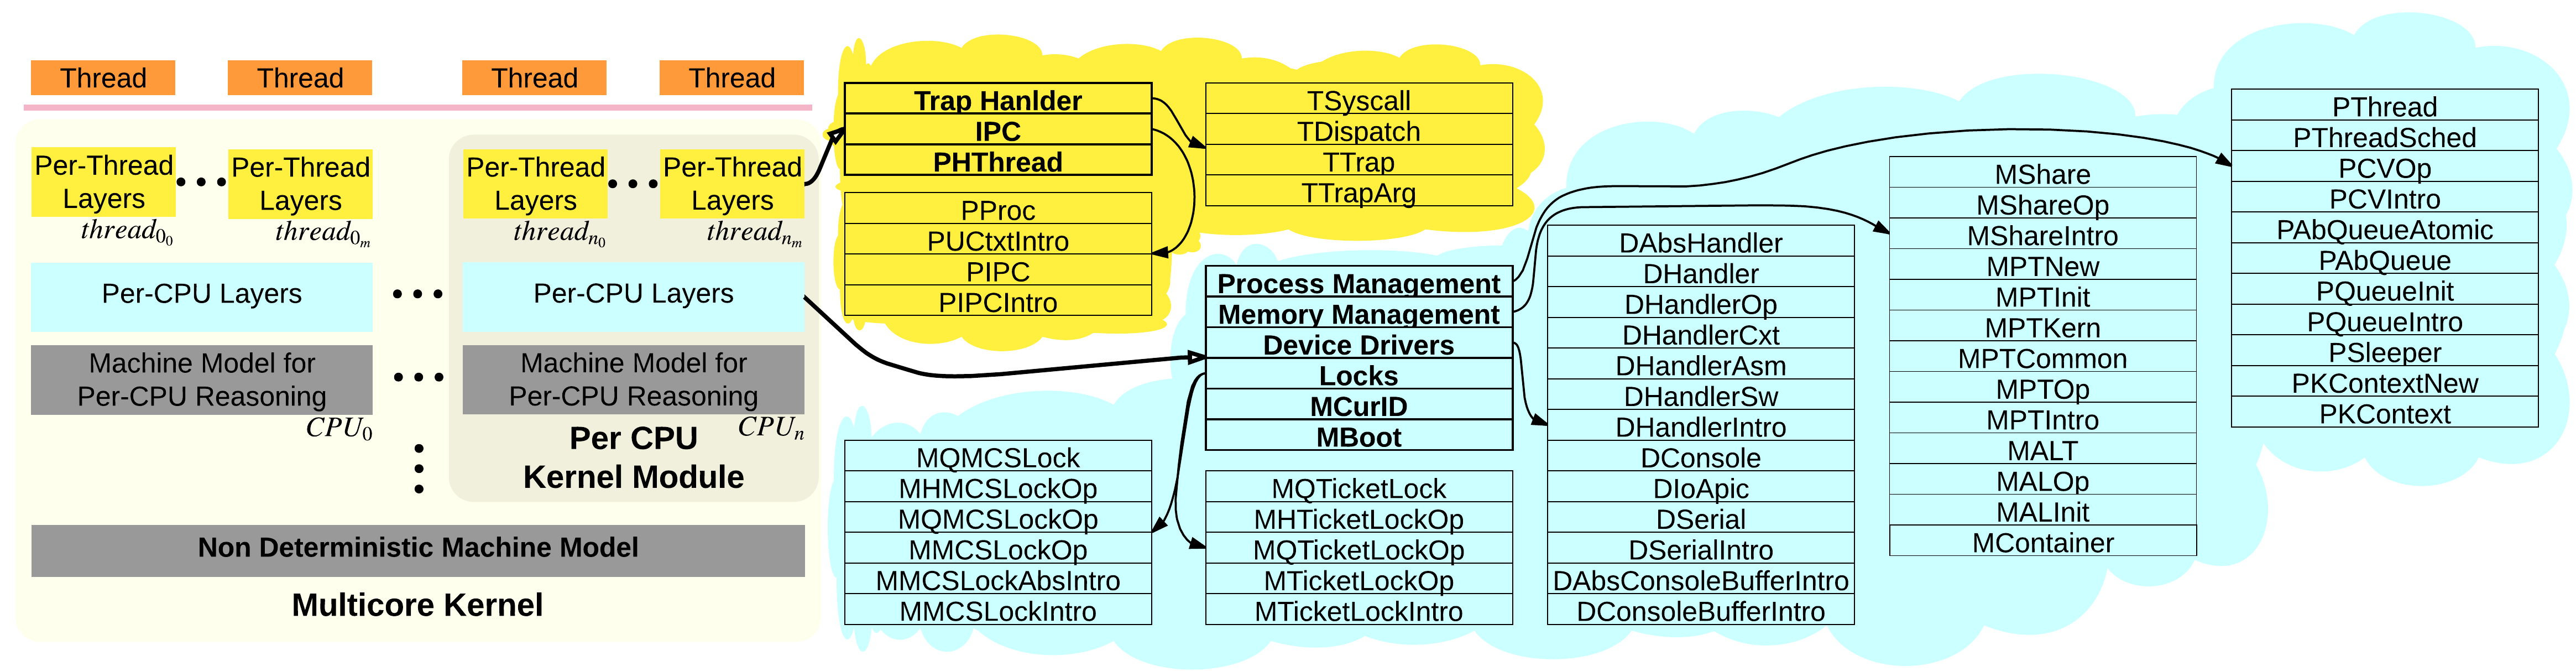 Thread
Thread
Thread
Thread
Per-Thread
Layers
thread0_0
Per-Thread
Layers
thread0_m
Per-Thread
Layers
threadn_0
Per-Thread
Layers
threadn_m
Per-CPU Layers
Per-CPU Layers
Machine Model for
Per-CPU Reasoning
CPU0
Machine Model for
Per-CPU Reasoning
CPUn
Per CPU
Kernel Module
Non Deterministic Machine Model
Multicore Kernel
Trap Hanlder
IPC
PHThread
PProc
PUCtxtIntro
PIPC
PIPCIntro
TSyscall
TDispatch
TTrap
TTrapArg
Process Management
Memory Management
Device Drivers
Locks
MCurID
MBoot
MQMCSLock
MHMCSLockOp
MQMCSLockOp
MMCSLockOp
MMCSLockAbsIntro
MMCSLockIntro
MQTicketLock
MHTicketLockOp
MQTicketLockOp
MTicketLockOp
MTicketLockIntro
DAbsHandler
DHandler
DHandlerOp
DHandlerCxt
DHandlerAsm
DHandlerSw
DHandlerIntro
DConsole
DIoApic
DSerial
DSerialIntro
DAbsConsoleBufferIntro
DConsoleBufferIntro
MShare
MShareOp
MShareIntro
MPTNew
MPTInit
MPTKern
MPTCommon
MPTOp
MPTIntro
MALT
MALOp
MALInit
MContainer
PThread
PThreadSched
PCVOp
PCVIntro
PAbQueueAtomic
PAbQueue
PQueueInit
PQueueIntro
PSleeper
PKContextNew
PKContext